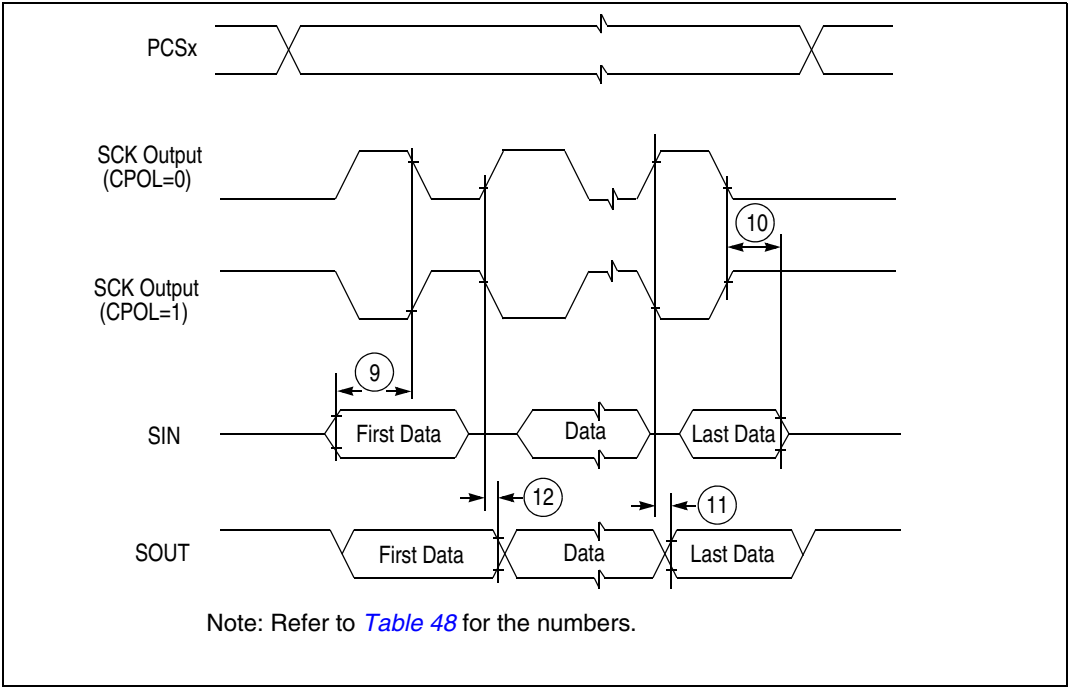 PCSx
SCK Output
(CPOL=0)
10
SCK Output
(CPOL=1)
9
SIN
First Data
Data
Last Data
12
11
SOUT
First Data
Data
Last Data
Note: Refer to Table 48 for the numbers.